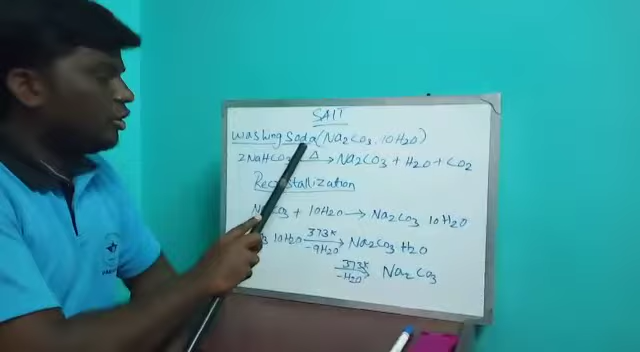 SALT
Washing Soda (Na2CO3.10H2O)
2NaHCO3 Δ→ Na2CO3 + H2O + CO2
Recrystallization
CO3 + 10H2O → Na2CO3 10H2O
10H2O 373K→ -9H2O Na2CO3 H2O
373K→ -H2O Na2CO3